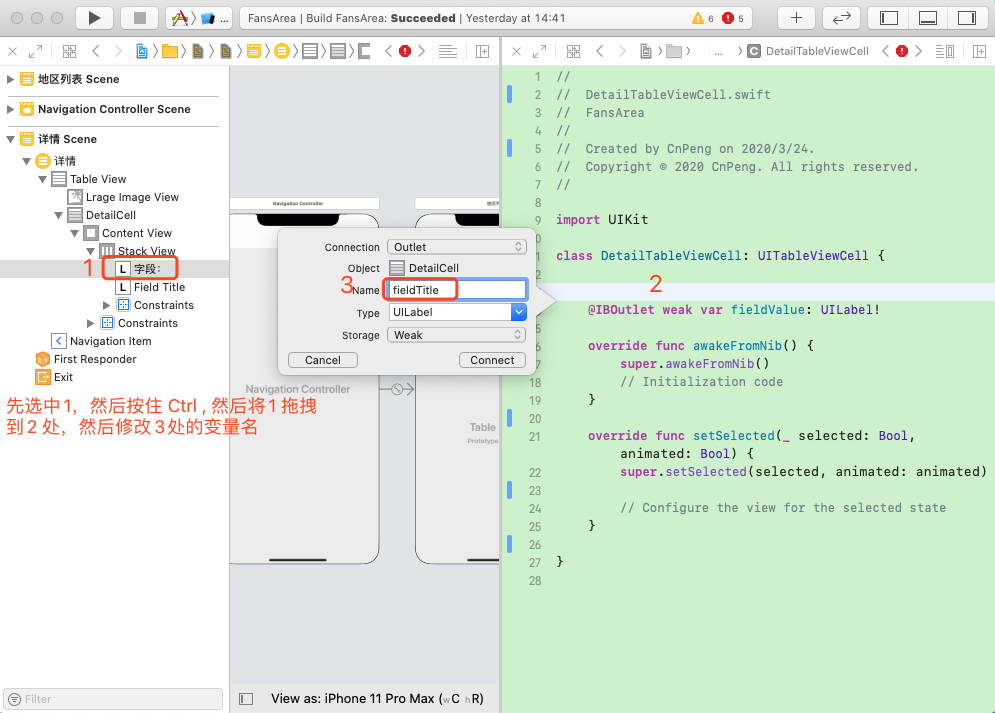 FansArea | Build FansArea: Succeeded | Yesterday at 14:41
6
5
...
...
C DetailTableViewCell
地区列表 Scene
Navigation Controller Scene
详情 Scene
详情
Table View
Lrage Image View
DetailCell
Content View
Stack View
1
L 字段：
L Field Title
Constraints
Constraints
Navigation Item
First Responder
Exit
先选中1，然后按住 Ctrl , 然后将1 拖拽
到 2 处，然后修改 3处的变量名
Filter
Navigation Controller
Navigation Controller
Table
Prototype
View as: iPhone 11 Pro Max (wC hR)
Connection Outlet
Object DetailCell
3
Name fieldTitle
Type UILabel
Storage Weak
Cancel
Connect
2
1 //
2 //  DetailTableViewCell.swift
3 //  FansArea
4 //
5 //  Created by CnPeng on 2020/3/24.
6 //  Copyright © 2020 CnPeng. All rights reserved.
7 //
8
9 import UIKit
0
1 class DetailTableViewCell: UITableViewCell {
2
@IBOutlet weak var fieldValue: UILabel!
5
6 override func awakeFromNib() {
7 super.awakeFromNib()
18 // Initialization code
19 }
20
21 override func setSelected(_ selected: Bool,
animated: Bool) {
22 super.setSelected(selected, animated: animated)
23
24 // Configure the view for the selected state
25 }
26
27 }
28